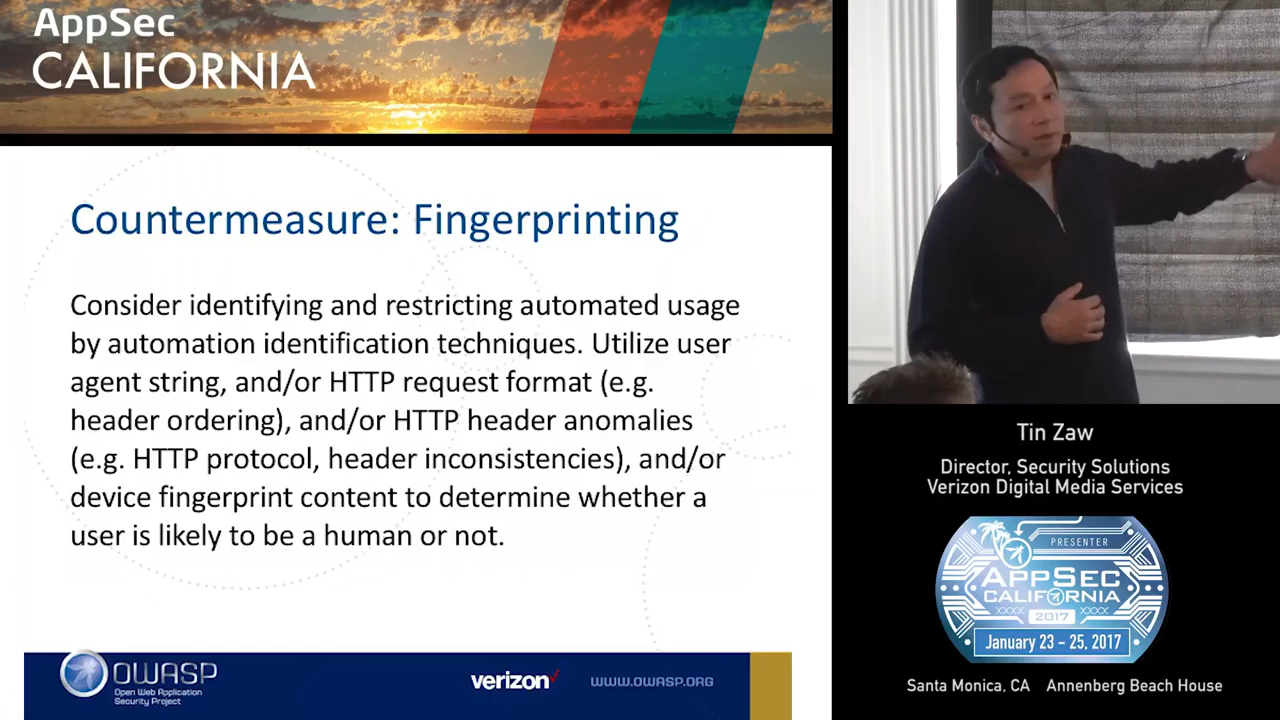 AppSec
CALIFORNIA
Countermeasure: Fingerprinting
Consider identifying and restricting automated usage
by automation identification techniques. Utilize user
agent string, and/or HTTP request format (e.g.
header ordering), and/or HTTP header anomalies
(e.g. HTTP protocol, header inconsistencies), and/or
device fingerprint content to determine whether a
user is likely to be a human or not.
OWASP
Open Web Application
Security Project
verizon
WWW.OWASP.ORG
Tin Zaw
Director, Security Solutions
Verizon Digital Media Services
PRESENTER
APPSEC
CALIFORNIA
2017
January 23 – 25, 2017
Santa Monica, CA Annenberg Beach House